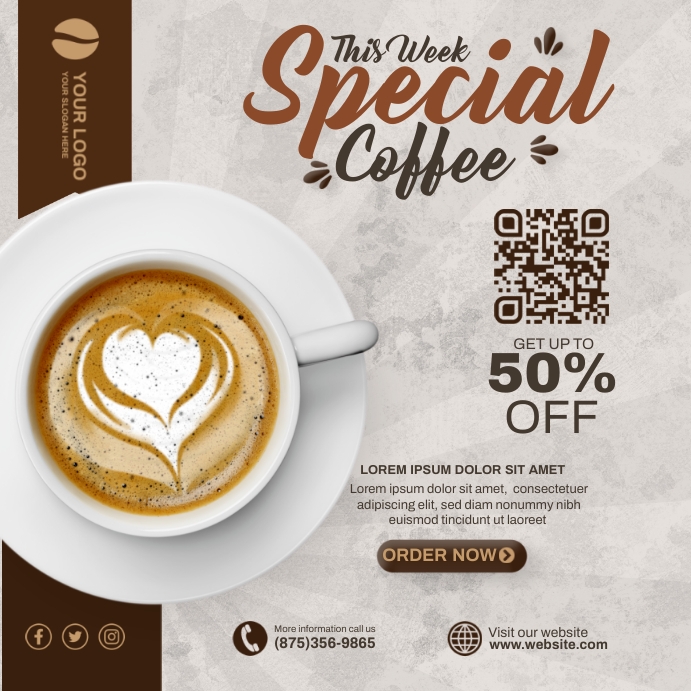 YOUR LOGO
YOUR SLOGAN HERE
This Week
Special
Coffee
GET UP TO
50%
OFF
LOREM IPSUM DOLOR SIT AMET
Lorem ipsum dolor sit amet, consectetuer
adipiscing elit, sed diam nonummy nibh
euismod tincidunt ut laoreet
ORDER NOW
More information call us
(875)356-9865
Visit our website
www.website.com